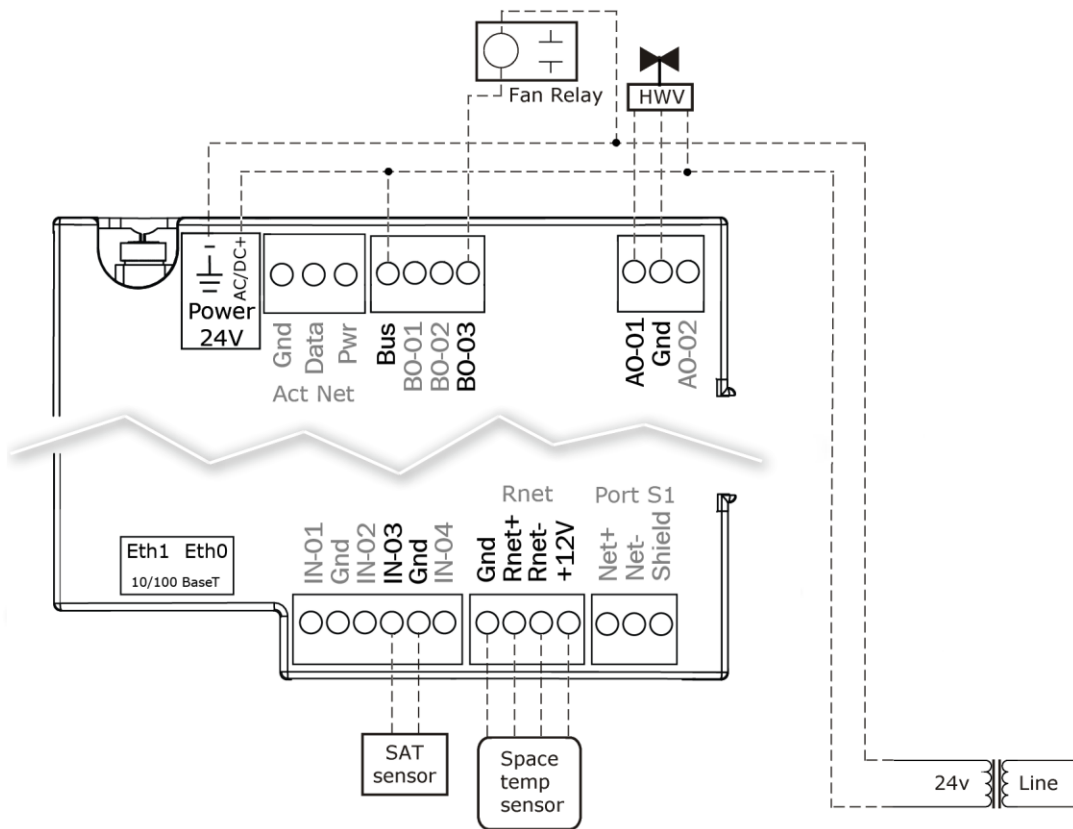 Fan Relay
HWV
-
AC/DC+
Power
24V
Gnd
Data
Pwr
Act Net
Bus
BO-01
BO-02
BO-03
AO-01
Gnd
AO-02
Rnet
Port S1
Eth1 Eth0
10/100 BaseT
IN-01
Gnd
IN-02
IN-03
Gnd
IN-04
Gnd
Rnet+
Rnet-
+12V
Net+
Net-
Shield
SAT
sensor
Space
temp
sensor
24v
Line